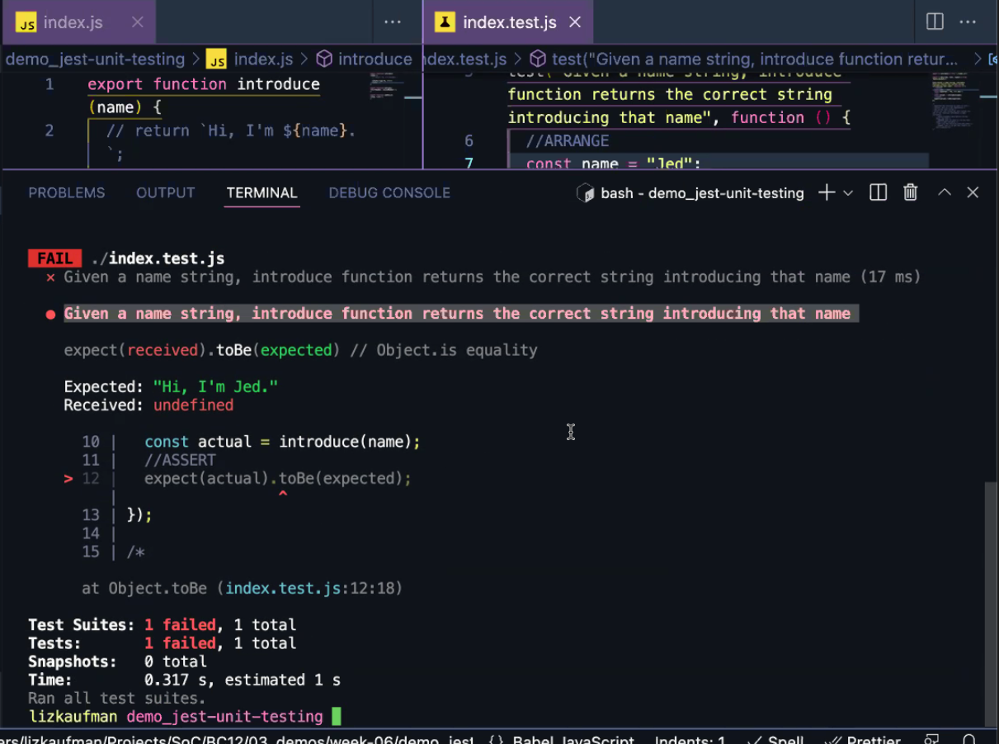 JS index.js
index.test.js
demo_jest-unit-testing > JS index.js > introduce
index.test.js > test("Given a name string, introduce function retur... >
1 export function introduce
(name) {
2 // return `Hi, I'm ${name}.
`;
test("Given a name string, introduce
function returns the correct string
introducing that name", function () {
6 //ARRANGE
7 const name = "Jed";
PROBLEMS OUTPUT TERMINAL DEBUG CONSOLE bash - demo_jest-unit-testing
FAIL ./index.test.js
× Given a name string, introduce function returns the correct string introducing that name (17 ms)
● Given a name string, introduce function returns the correct string introducing that name
expect(received).toBe(expected) // Object.is equality
Expected: "Hi, I'm Jed."
Received: undefined
10 | const actual = introduce(name);
11 | //ASSERT
> 12 | expect(actual).toBe(expected);
| ^
13 | });
14 |
15 | /*
at Object.toBe (index.test.js:12:18)
Test Suites: 1 failed, 1 total
Tests: 1 failed, 1 total
Snapshots: 0 total
Time: 0.317 s, estimated 1 s
Ran all test suites.
lizkaufman demo_jest-unit-testing
ers/lizkaufman/Projects/SoC/BC12/03_demos/week-06/demo_jest {} Babel JavaScript Indents: 1 ✓ Spell Prettier